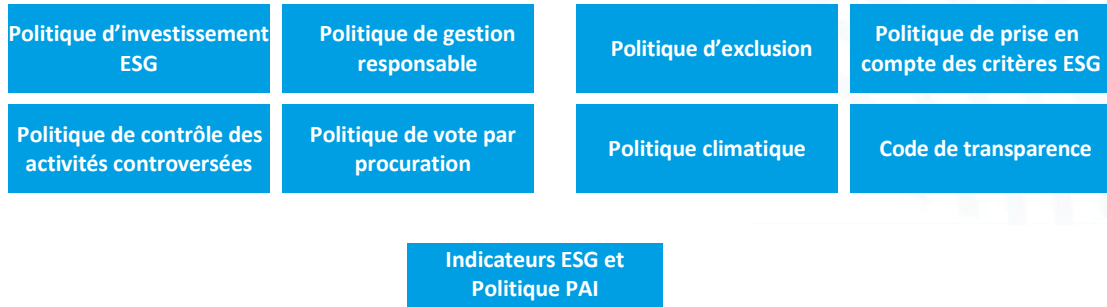 Politique d’investissement
ESG
Politique de gestion
responsable
Politique d’exclusion
Politique de prise en
compte des critères ESG
Politique de contrôle des
activités controversées
Politique de vote par
procuration
Politique climatique
Code de transparence
Indicateurs ESG et
Politique PAI